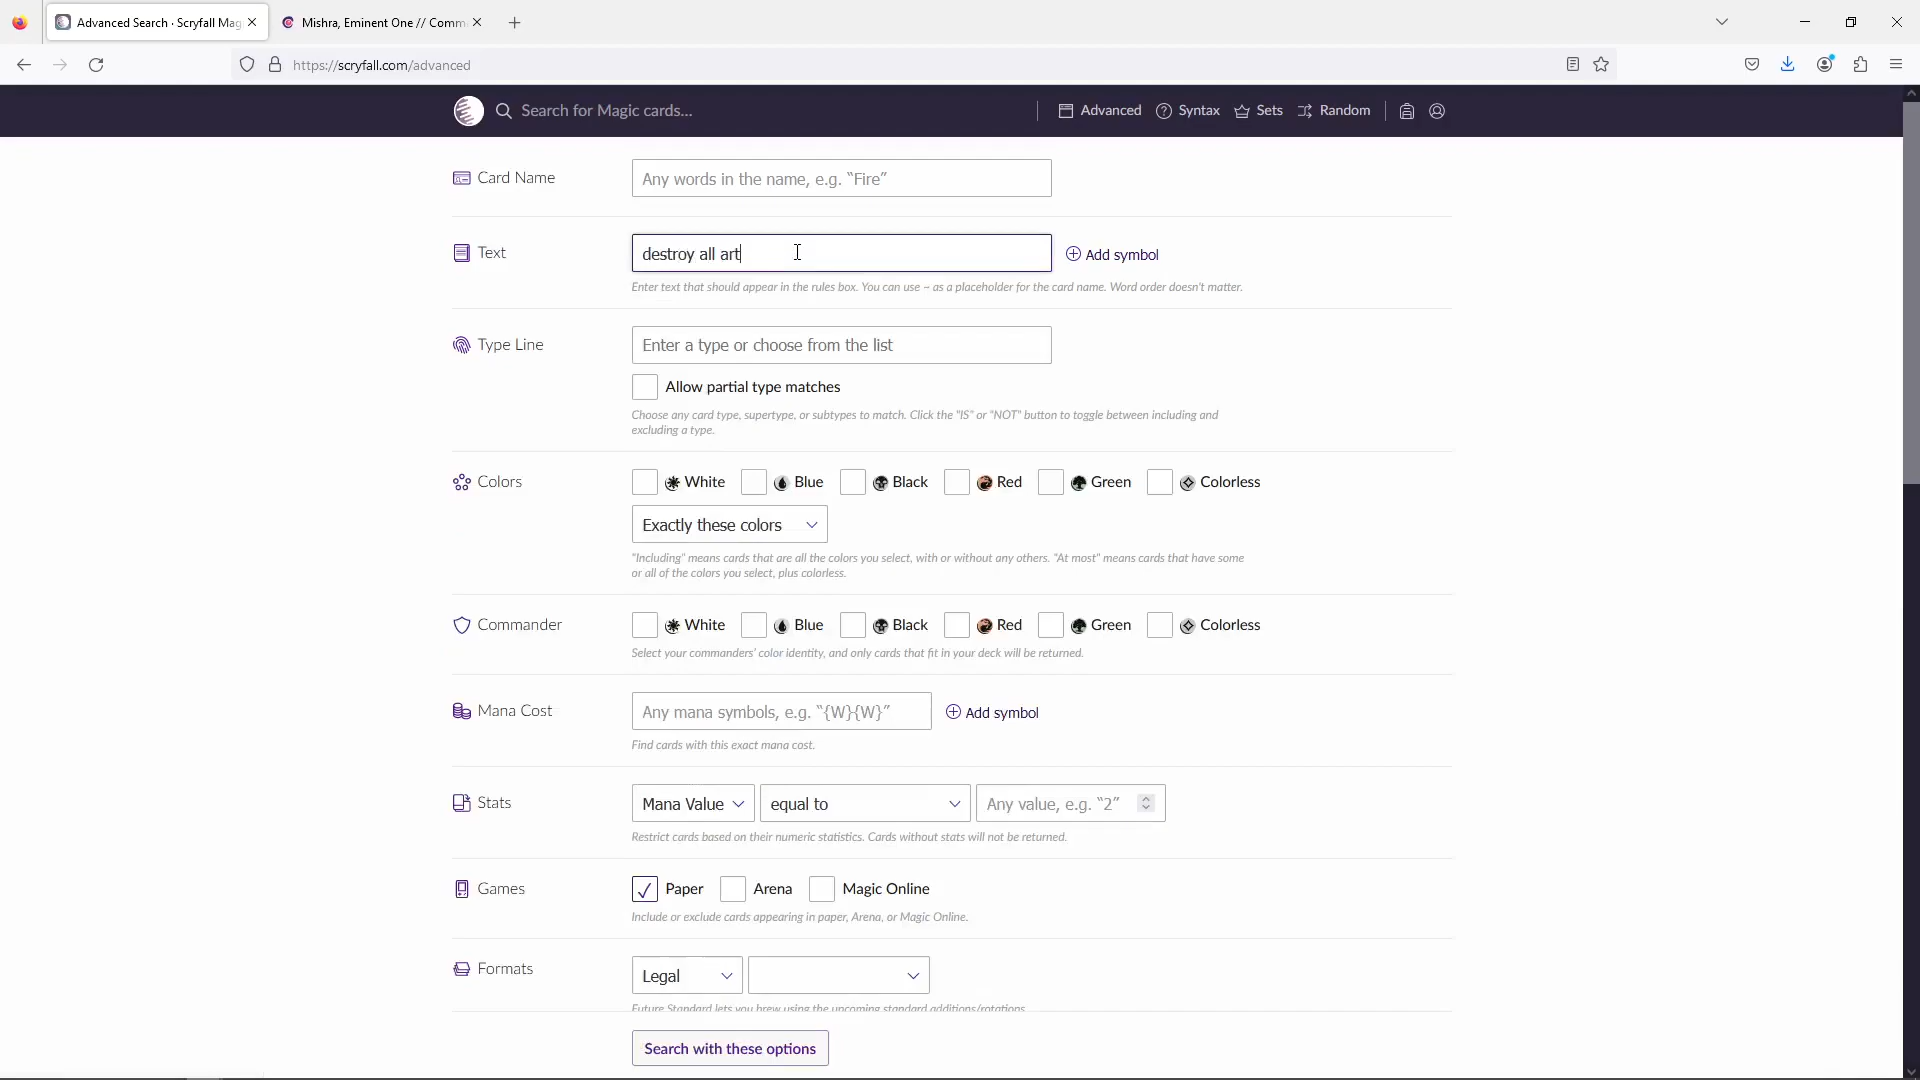 Advanced Search · Scryfall Mag
Mishra, Eminent One // Comm
https://scryfall.com/advanced
Search for Magic cards...
Advanced
Syntax
Sets
Random
Card Name
Any words in the name, e.g. “Fire”
Text
destroy all art
Add symbol
Enter text that should appear in the rules box. You can use ~ as a placeholder for the card name. Word order doesn't matter.
Type Line
Enter a type or choose from the list
Allow partial type matches
Choose any card type, supertype, or subtypes to match. Click the "IS" or "NOT" button to toggle between including and
excluding a type.
Colors
White
Blue
Black
Red
Green
Colorless
Exactly these colors
"Including" means cards that are all the colors you select, with or without any others. "At most" means cards that have some
or all of the colors you select, plus colorless.
Commander
White
Blue
Black
Red
Green
Colorless
Select your commanders' color identity, and only cards that fit in your deck will be returned.
Mana Cost
Any mana symbols, e.g. “{W}{W}”
Add symbol
Find cards with this exact mana cost.
Stats
Mana Value
equal to
Any value, e.g. “2”
Restrict cards based on their numeric statistics. Cards without stats will not be returned.
Games
Paper
Arena
Magic Online
Include or exclude cards appearing in paper, Arena, or Magic Online.
Formats
Legal
Future Standard lets you brew using the upcoming standard additions/rotations
Search with these options